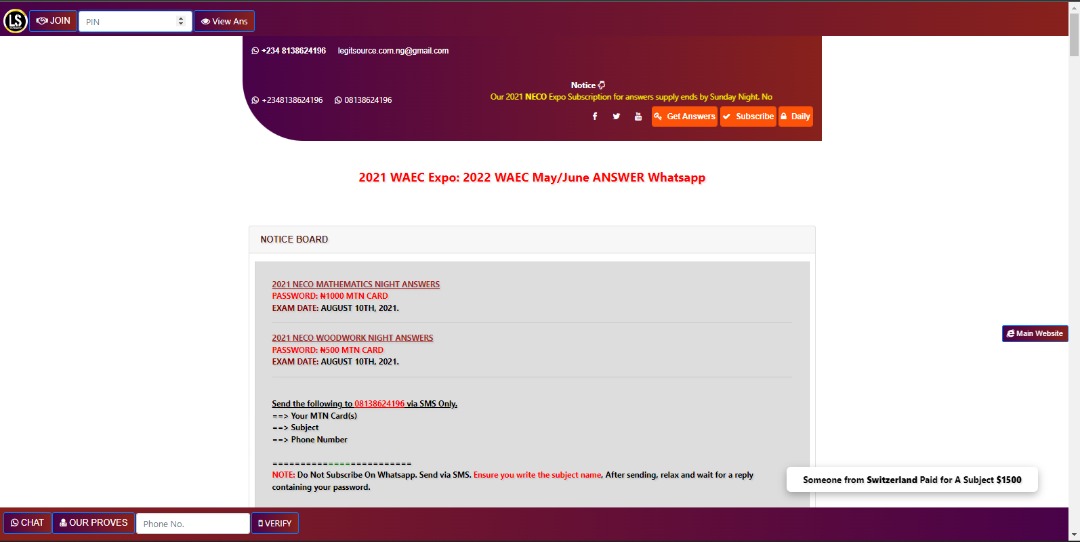 LS JOIN PIN View Ans
+234 8138624196 legitsource.com.ng@gmail.com
Notice
Our 2021 NECO Expo Subscription for answers supply ends by Sunday Night. No
+2348138624196 08138624196
Get Answers Subscribe Daily
2021 WAEC Expo: 2022 WAEC May/June ANSWER Whatsapp
NOTICE BOARD
2021 NECO MATHEMATICS NIGHT ANSWERS
PASSWORD: ₦1000 MTN CARD
EXAM DATE: AUGUST 10TH, 2021.
Main Website
2021 NECO WOODWORK NIGHT ANSWERS
PASSWORD: ₦500 MTN CARD
EXAM DATE: AUGUST 10TH, 2021.
Send the following to 08138624196 via SMS Only.
==> Your MTN Card(s)
==> Subject
==> Phone Number
=========================
NOTE: Do Not Subscribe On Whatsapp. Send via SMS. Ensure you write the subject name, After sending, relax and wait for a reply
containing your password.
Someone from Switzerland Paid for A Subject $1500
CHAT OUR PROVES Phone No. VERIFY